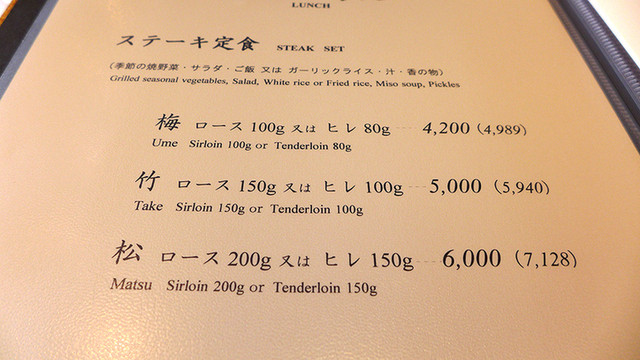 LUNCH
ステーキ定食 STEAK SET
(季節の焼野菜・サラダ・ご飯 又は ガーリックライス・汁・香の物)
Grilled seasonal vegetables, Salad, White rice or Fried rice, Miso soup, Pickles
梅 ロース 100g 又は ヒレ 80g ---- 4,200 (4,989)
Ume Sirloin 100g or Tenderloin 80g
竹 ロース 150g 又は ヒレ 100g ---- 5,000 (5,940)
Take Sirloin 150g or Tenderloin 100g
松 ロース 200g 又は ヒレ 150g ---- 6,000 (7,128)
Matsu Sirloin 200g or Tenderloin 150g